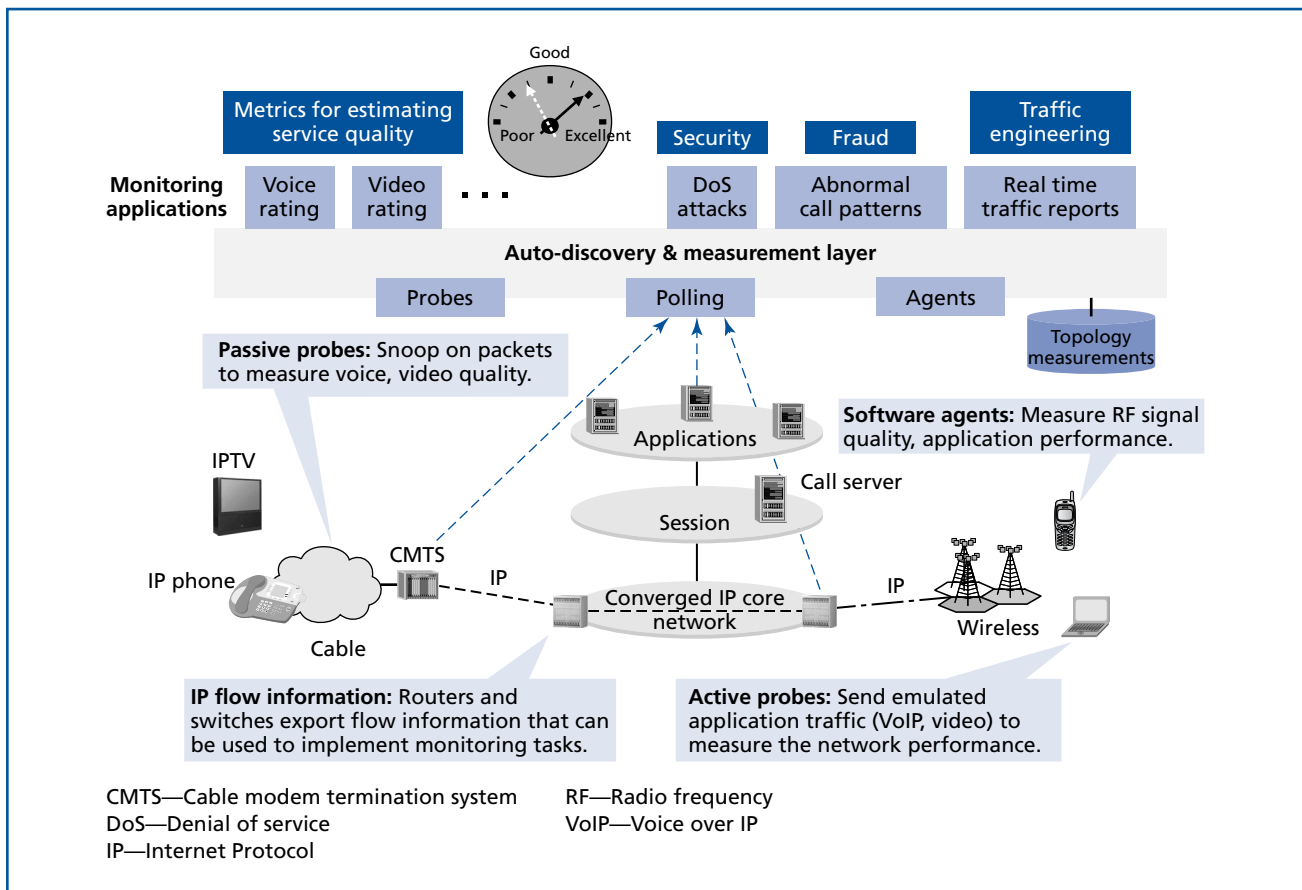 Good
Poor
Excellent
Metrics for estimating
service quality
Security
Fraud
Traffic
engineering
Monitoring
applications
Voice
rating
Video
rating
. . .
DoS
attacks
Abnormal
call patterns
Real time
traffic reports
Auto-discovery & measurement layer
Probes
Polling
Agents
Topology
measurements
Passive probes: Snoop on packets
to measure voice, video quality.
Applications
Software agents: Measure RF signal
quality, application performance.
IPTV
Call server
Session
CMTS
IP phone
IP
Converged IP core
network
IP
Cable
Wireless
IP flow information: Routers and
switches export flow information that can
be used to implement monitoring tasks.
Active probes: Send emulated
application traffic (VoIP, video) to
measure the network performance.
CMTS—Cable modem termination system
DoS—Denial of service
IP—Internet Protocol
RF—Radio frequency
VoIP—Voice over IP